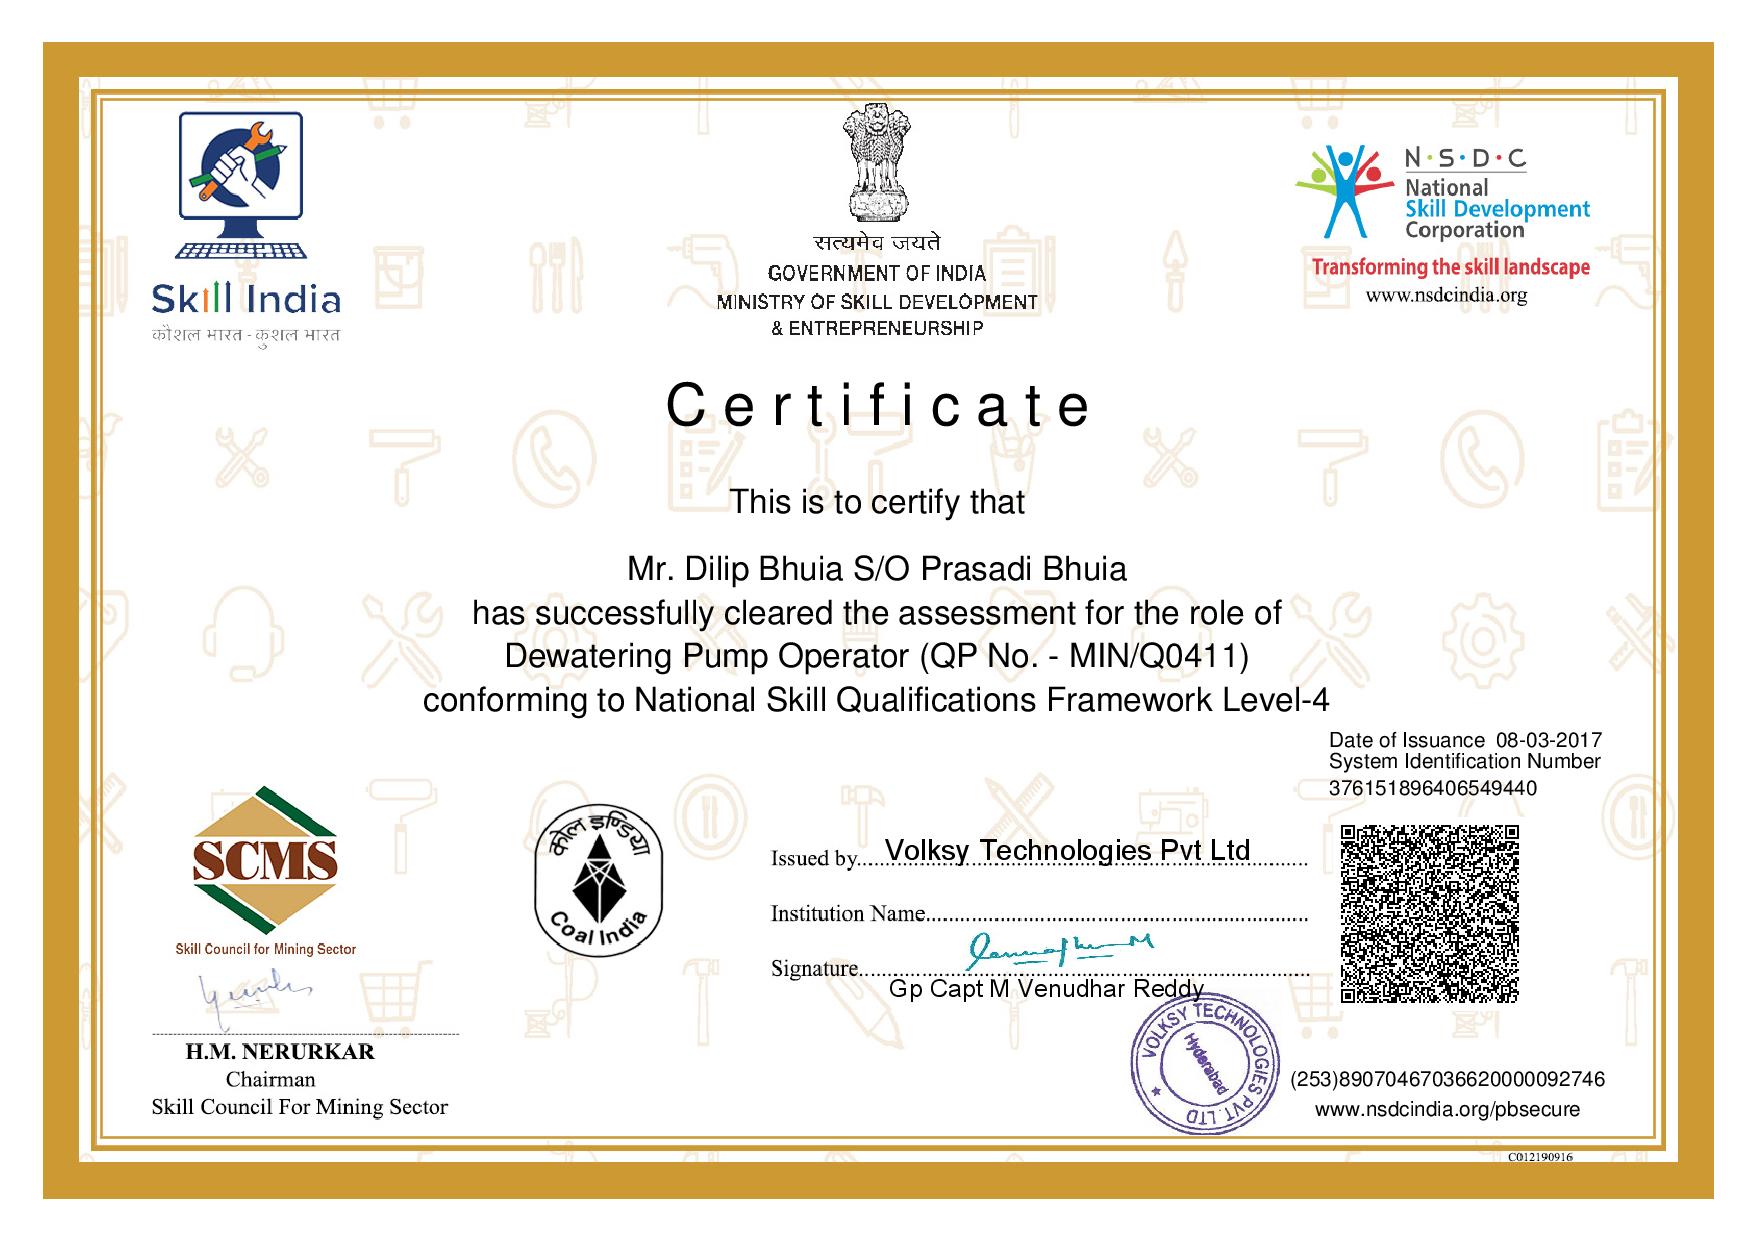 Skill India
कौशल भारत - कुशल भारत
सत्यमेव जयते
GOVERNMENT OF INDIA
MINISTRY OF SKILL DEVELOPMENT
& ENTREPRENEURSHIP
N·S·D·C
National
Skill Development
Corporation
Transforming the skill landscape
www.nsdcindia.org
Certificate
This is to certify that
Mr. Dilip Bhuia S/O Prasadi Bhuia
has successfully cleared the assessment for the role of
Dewatering Pump Operator (QP No. - MIN/Q0411)
conforming to National Skill Qualifications Framework Level-4
Date of Issuance 08-03-2017
System Identification Number
376151896406549440
SCMS
Skill Council for Mining Sector
H.M. NERURKAR
Chairman
Skill Council For Mining Sector
कोल इण्डिया
Coal India
Issued by....Volksy Technologies Pvt Ltd........
Institution Name....................................................................
Signature................................................................................
Gp Capt M Venudhar Reddy
VOLKSY TECHNOLOGIES PVT. LTD
Hyderabad
(253)89070467036620000092746
www.nsdcindia.org/pbsecure
C012190916